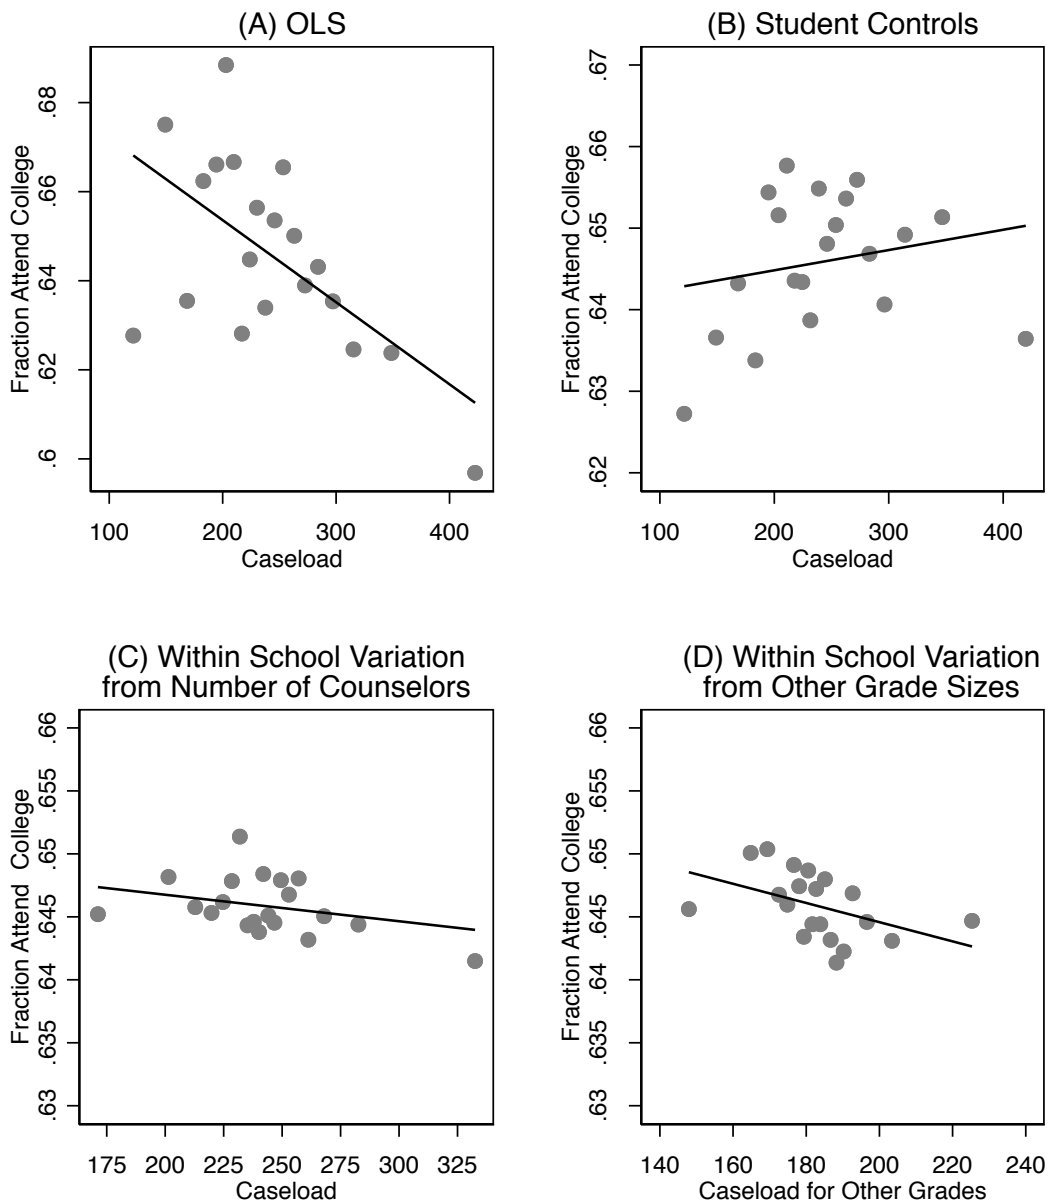 (A) OLS
Fraction Attend College
.68
.66
.64
.62
.6
100 200 300 400
Caseload
(B) Student Controls
Fraction Attend College
.67
.66
.65
.64
.63
.62
100 200 300 400
Caseload
(C) Within School Variation
from Number of Counselors
Fraction Attend College
.66
.655
.65
.645
.64
.635
.63
175 200 225 250 275 300 325
Caseload
(D) Within School Variation
from Other Grade Sizes
Fraction Attend College
.66
.655
.65
.645
.64
.635
.63
140 160 180 200 220 240
Caseload for Other Grades